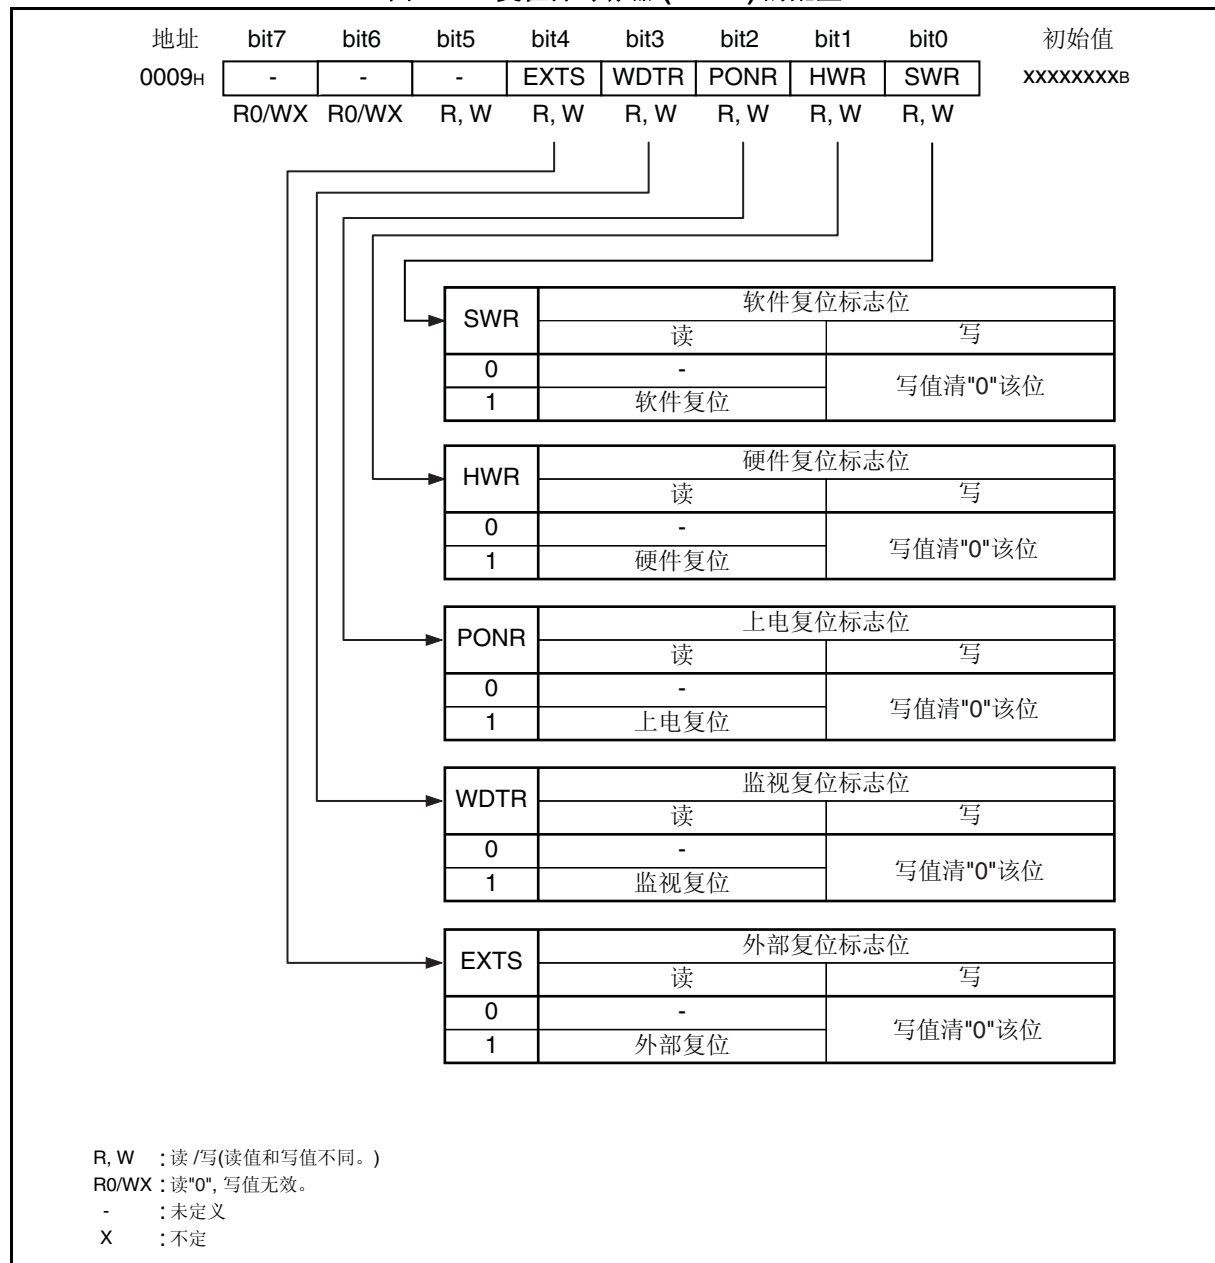 地址 bit7 bit6 bit5 bit4 bit3 bit2 bit1 bit0 初始值
0009H - - - EXTS WDTR PONR HWR SWR XXXXXXXXB
R0/WX R0/WX R, W R, W R, W R, W R, W R, W
SWR 软件复位标志位
读 写
0 - 写值清"0"该位
1 软件复位
HWR 硬件复位标志位
读 写
0 - 写值清"0"该位
1 硬件复位
PONR 上电复位标志位
读 写
0 - 写值清"0"该位
1 上电复位
WDTR 监视复位标志位
读 写
0 - 写值清"0"该位
1 监视复位
EXTS 外部复位标志位
读 写
0 - 写值清"0"该位
1 外部复位
R, W : 读 /写(读值和写值不同。)
R0/WX : 读"0", 写值无效。
- : 未定义
X : 不定